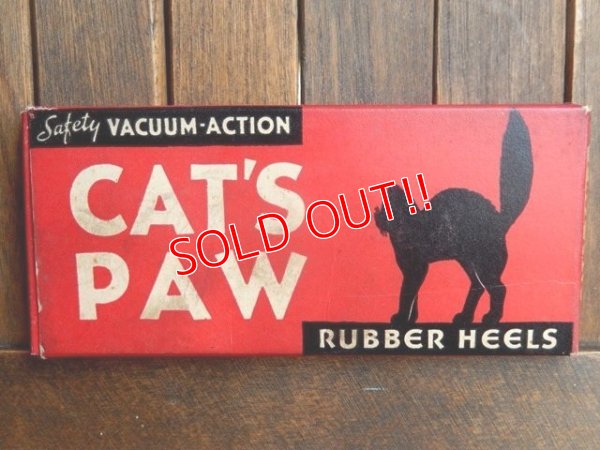 Safety VACUUM-ACTION
CAT'S
PAW
SOLD OUT!!
RUBBER HEELS